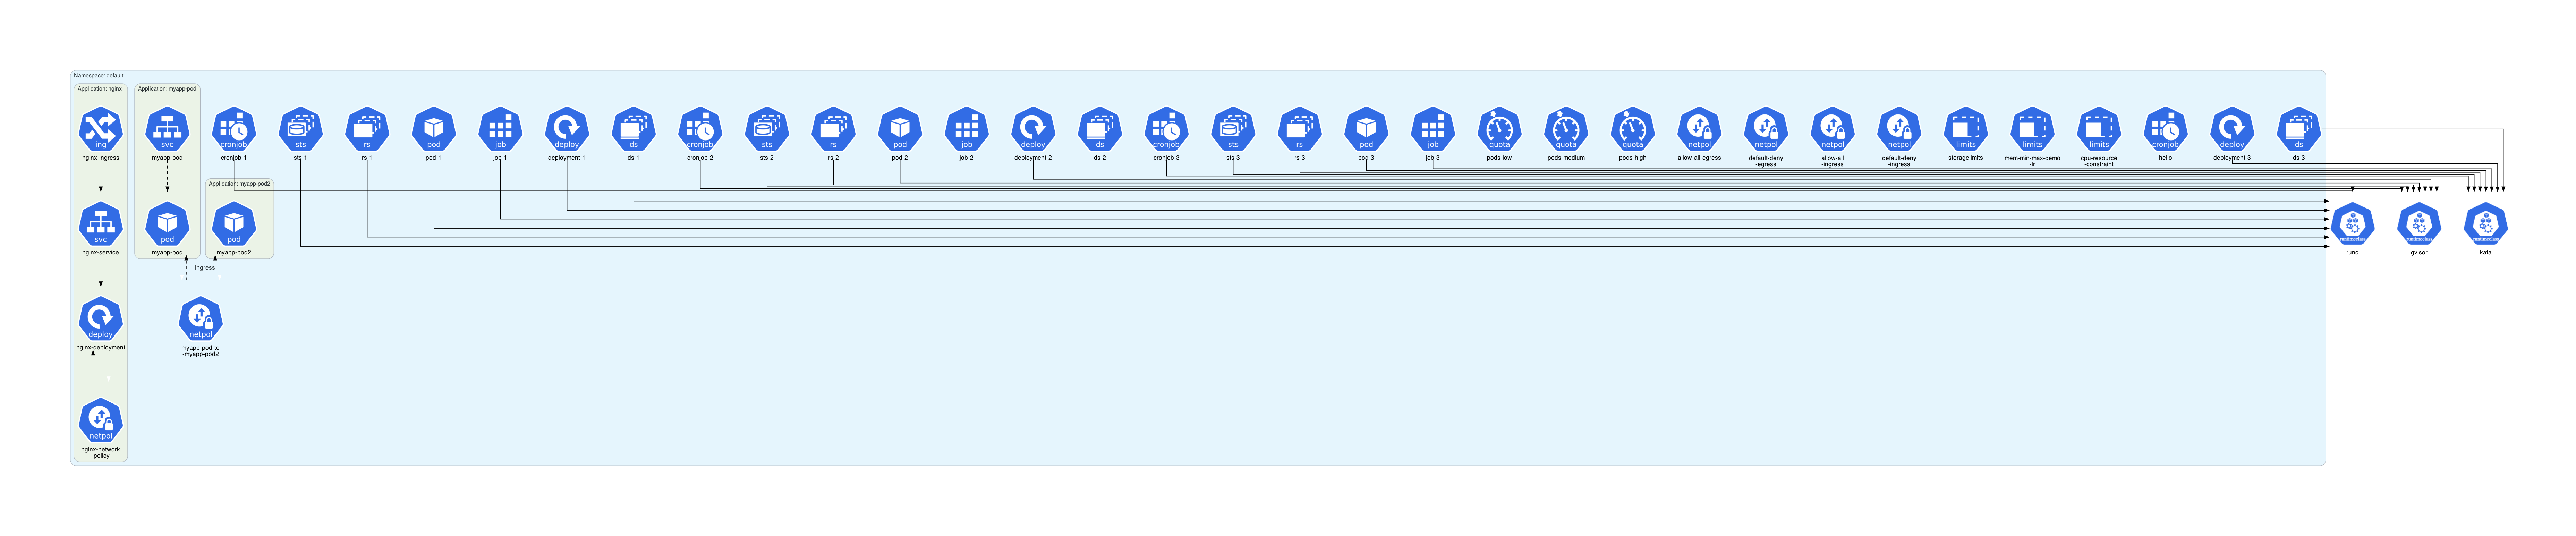 Namespace: default
Application: nginx
Application: myapp-pod
ing
svc
cronjob
sts
rs
pod
job
deploy
ds
cronjob
sts
rs
pod
job
deploy
ds
cronjob
sts
rs
pod
job
quota
quota
quota
netpol
netpol
netpol
netpol
limits
limits
limits
cronjob
deploy
ds
nginx-ingress
myapp-pod
cronjob-1
sts-1
rs-1
pod-1
job-1
deployment-1
ds-1
cronjob-2
sts-2
rs-2
pod-2
job-2
deployment-2
ds-2
cronjob-3
sts-3
rs-3
pod-3
job-3
pods-low
pods-medium
pods-high
allow-all-egress
default-deny
-egress
allow-all
-ingress
default-deny
-ingress
storagelimits
mem-min-max-demo
-lr
cpu-resource
-constraint
hello
deployment-3
ds-3
Application: myapp-pod2
svc
pod
pod
runtimeclass
runtimeclass
runtimeclass
nginx-service
myapp-pod
myapp-pod2
runc
gvisor
kata
ingress
deploy
netpol
nginx-deployment
myapp-pod-to
-myapp-pod2
netpol
nginx-network
-policy